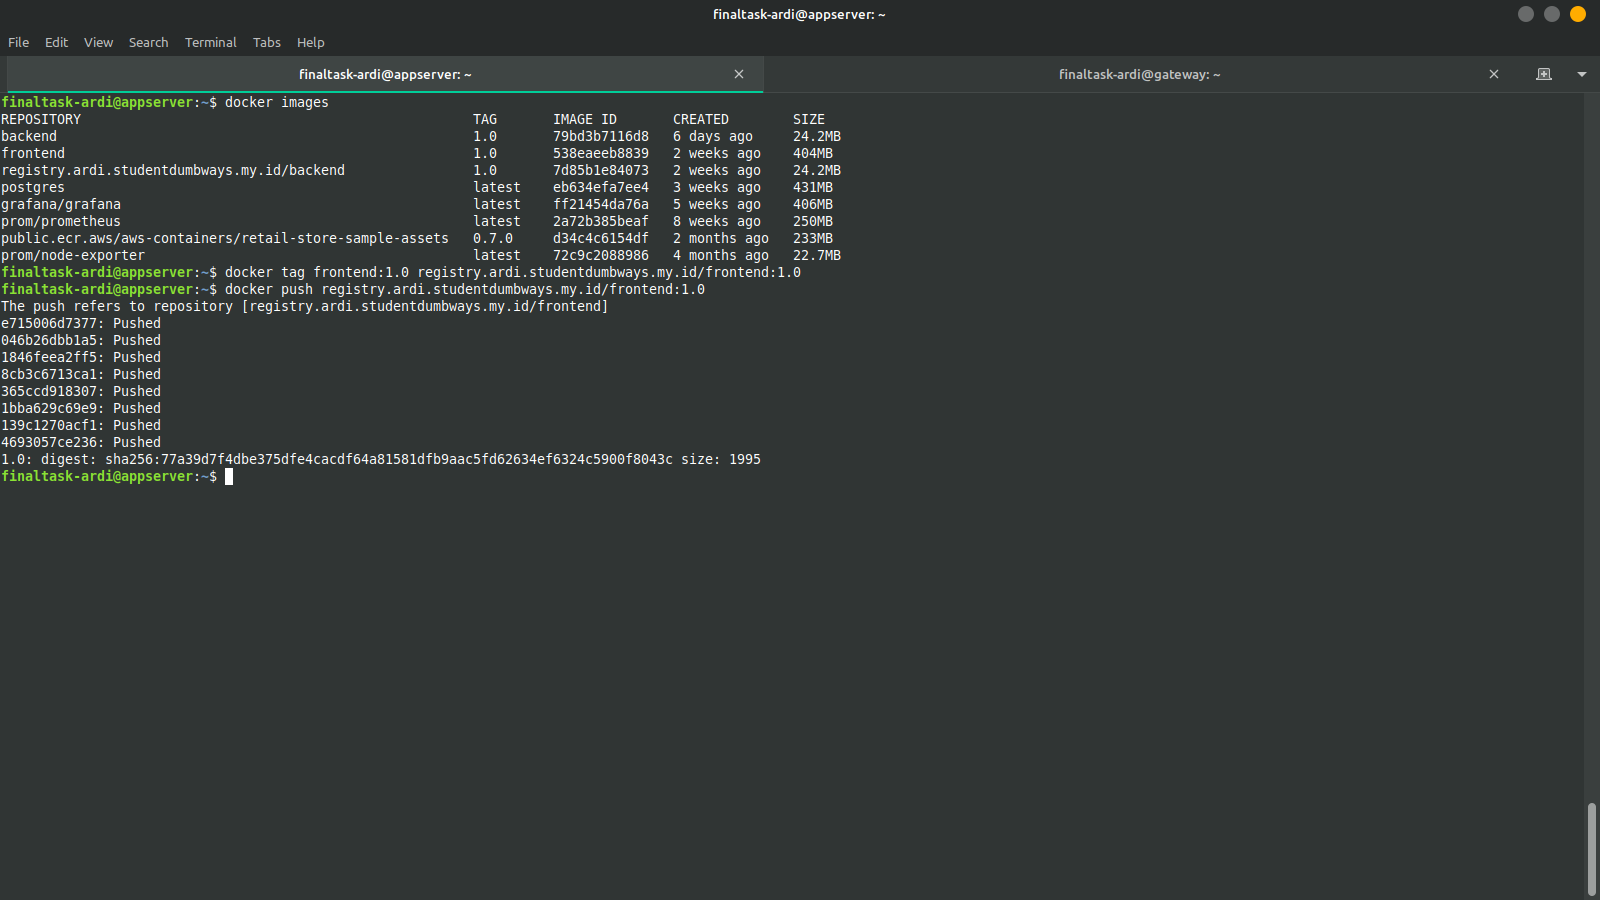 finaltask-ardi@appserver: ~
File Edit View Search Terminal Tabs Help
finaltask-ardi@appserver: ~ × finaltask-ardi@gateway: ~ ×
finaltask-ardi@appserver:~$ docker images
REPOSITORY TAG IMAGE ID CREATED SIZE
backend 1.0 79bd3b7116d8 6 days ago 24.2MB
frontend 1.0 538eaeeb8839 2 weeks ago 404MB
registry.ardi.studentdumbways.my.id/backend 1.0 7d85b1e84073 2 weeks ago 24.2MB
postgres latest eb634efa7ee4 3 weeks ago 431MB
grafana/grafana latest ff21454da76a 5 weeks ago 406MB
prom/prometheus latest 2a72b385beaf 8 weeks ago 250MB
public.ecr.aws/aws-containers/retail-store-sample-assets 0.7.0 d34c4c6154df 2 months ago 233MB
prom/node-exporter latest 72c9c2088986 4 months ago 22.7MB
finaltask-ardi@appserver:~$ docker tag frontend:1.0 registry.ardi.studentdumbways.my.id/frontend:1.0
finaltask-ardi@appserver:~$ docker push registry.ardi.studentdumbways.my.id/frontend:1.0
The push refers to repository [registry.ardi.studentdumbways.my.id/frontend]
e715006d7377: Pushed
046b26dbb1a5: Pushed
1846feea2ff5: Pushed
8cb3c6713ca1: Pushed
365ccd918307: Pushed
1bba629c69e9: Pushed
139c1270acf1: Pushed
4693057ce236: Pushed
1.0: digest: sha256:77a39d7f4dbe375dfe4cacdf64a81581dfb9aac5fd62634ef6324c5900f8043c size: 1995
finaltask-ardi@appserver:~$